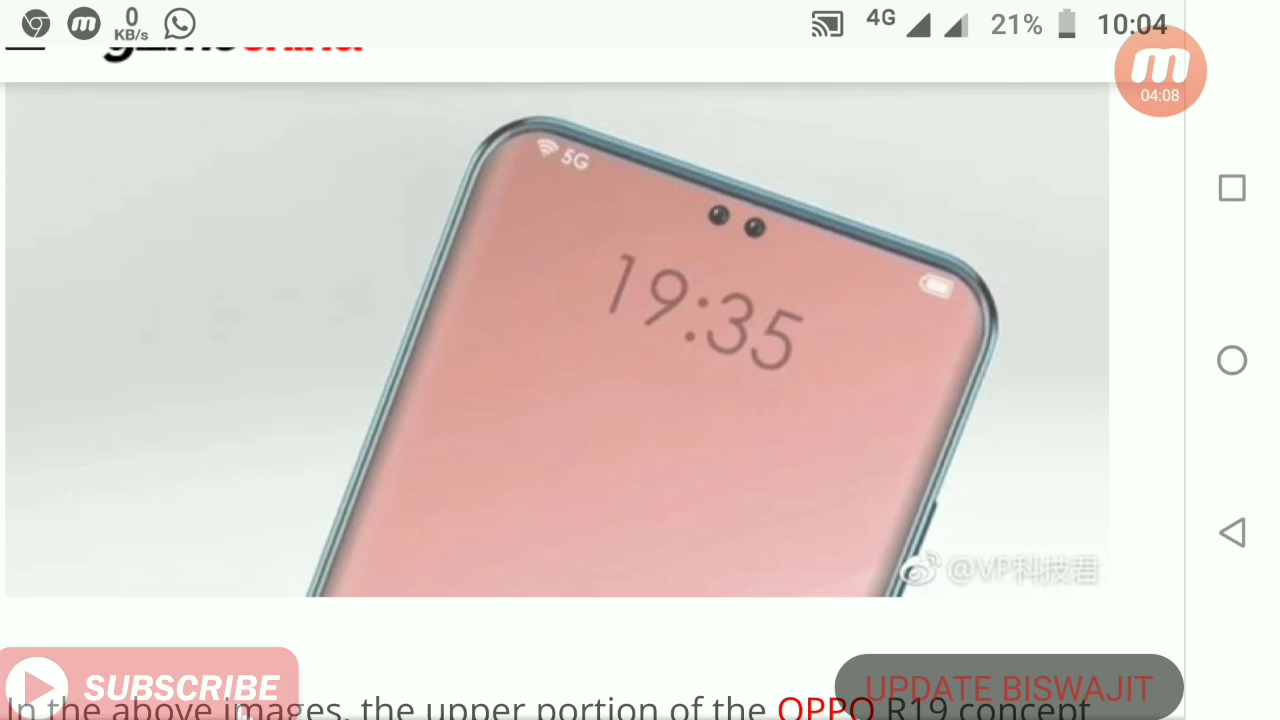 0
KB/s
4G
21%
10:04
gizmochina
04:08
5G
19:35
@VP科技君
SUBSCRIBE
UPDATE BISWAJIT
In the above images, the upper portion of the OPPO R19 concept